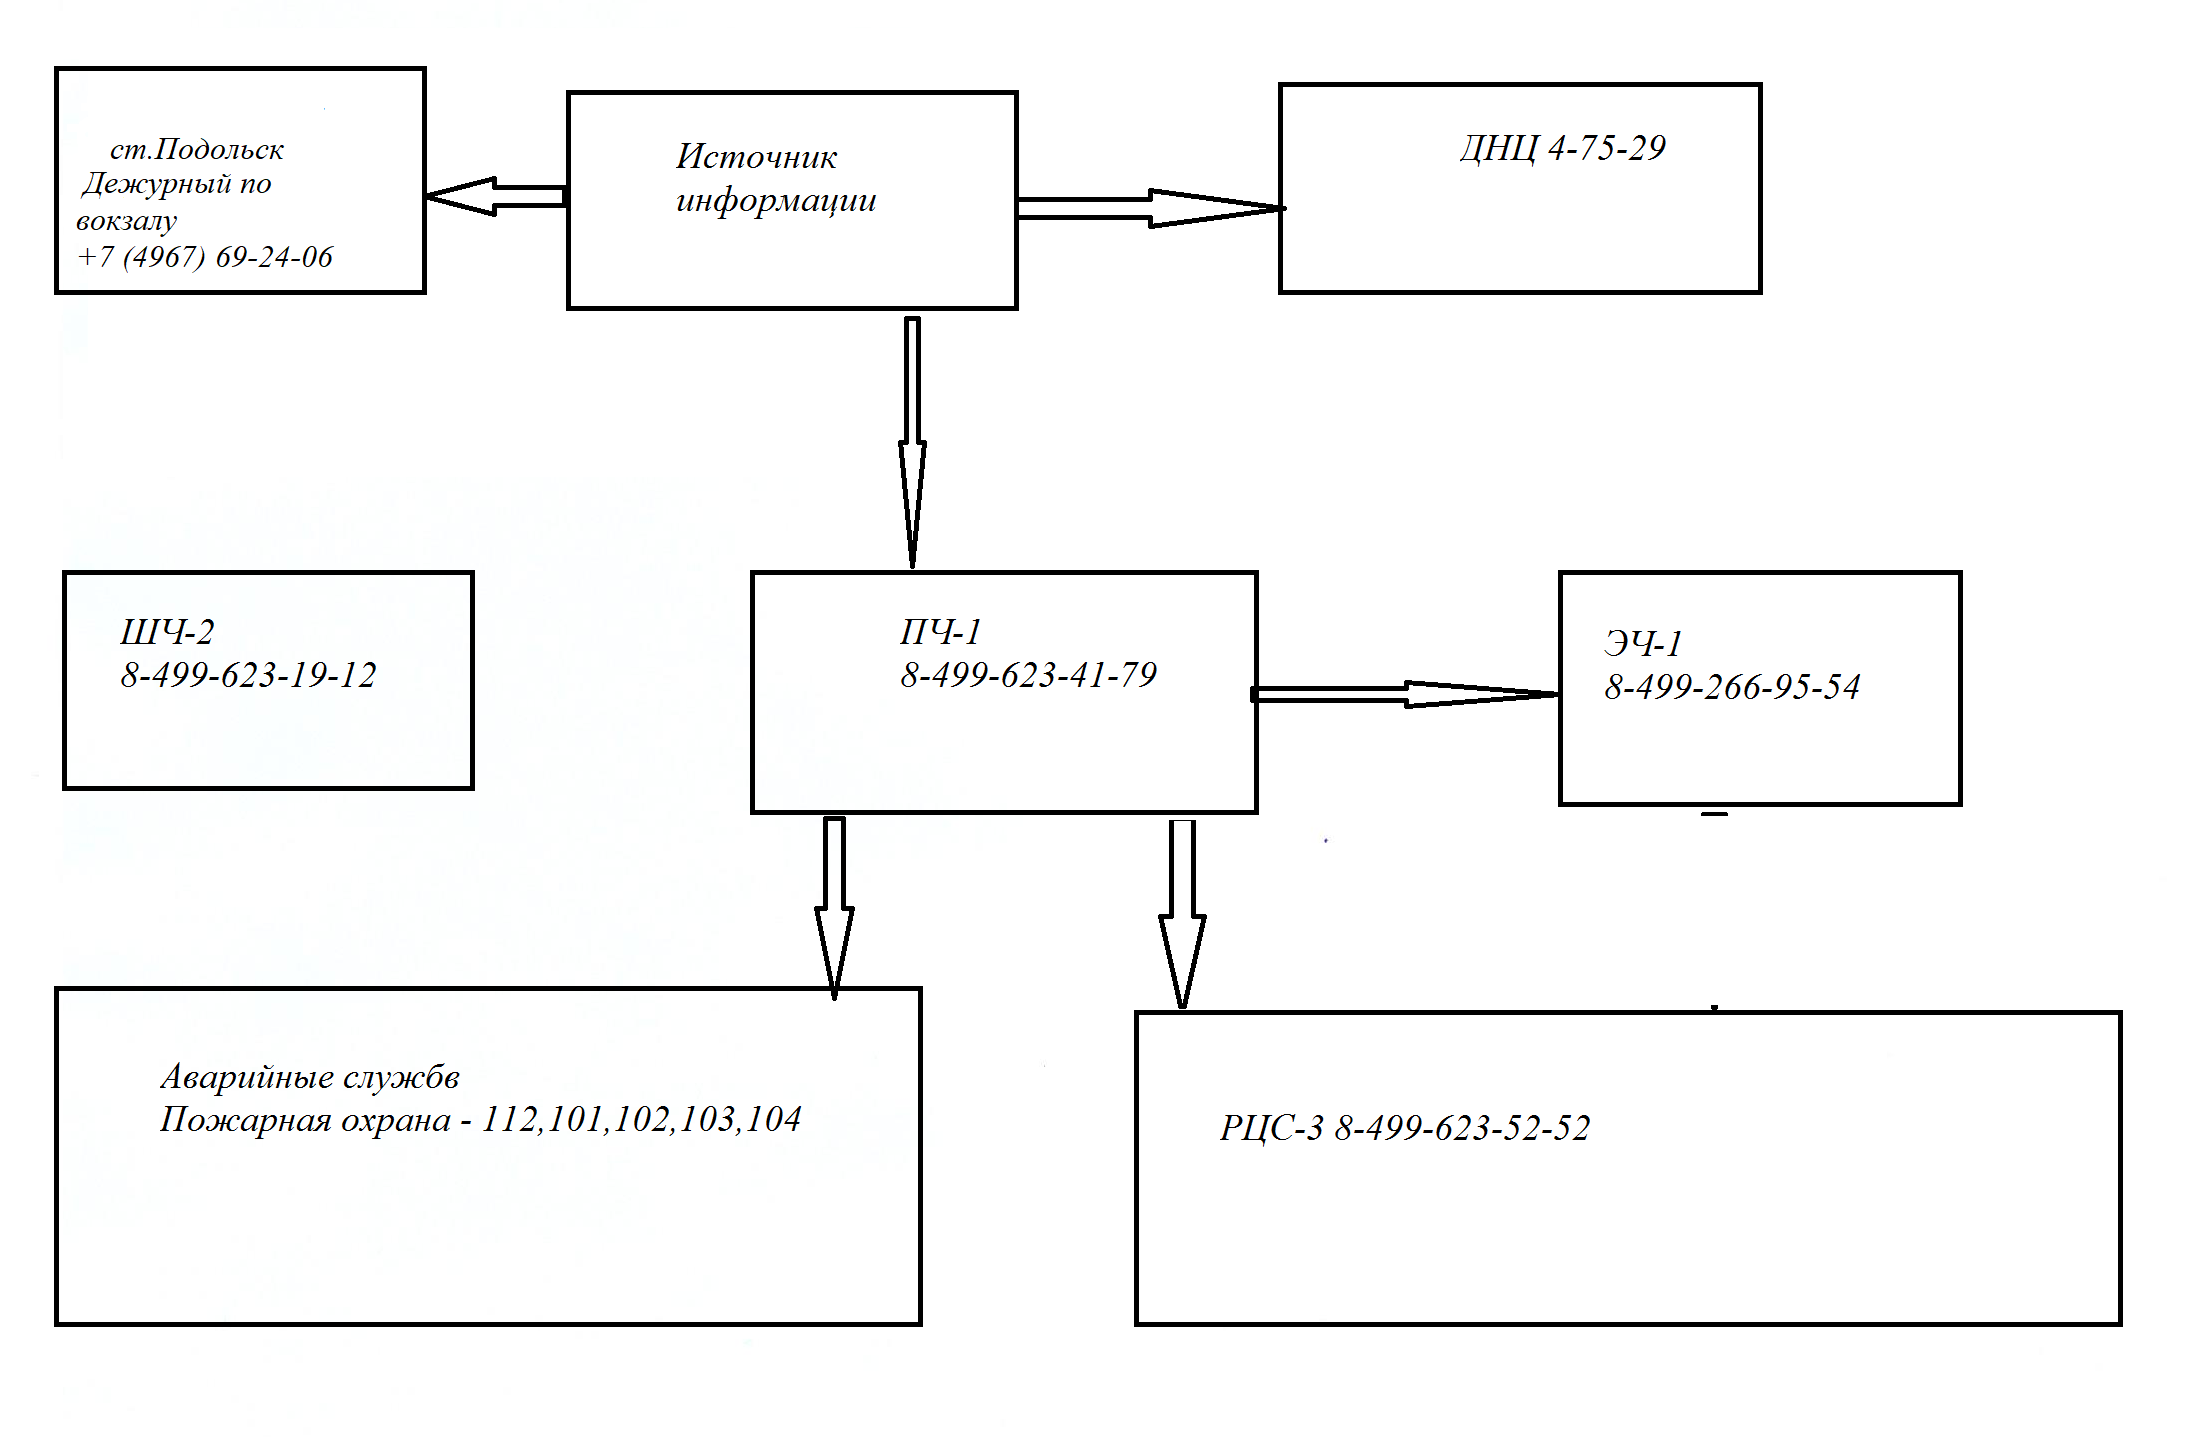 ст.Подольск
Дежурный по
вокзалу
+7 (4967) 69-24-06
Источник
информации
ДНЦ 4-75-29
ШЧ-2
8-499-623-19-12
ПЧ-1
8-499-623-41-79
ЭЧ-1
8-499-266-95-54
Аварийные службв
Пожарная охрана - 112,101,102,103,104
РЦС-3 8-499-623-52-52